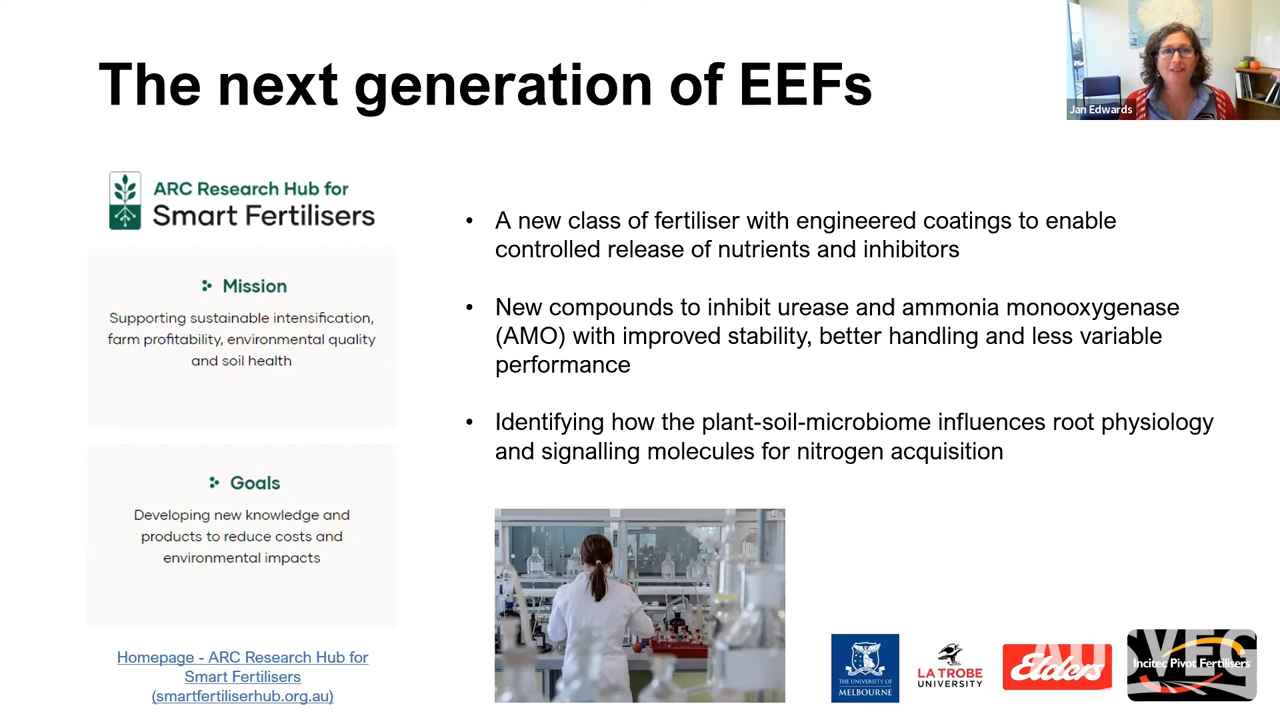 The next generation of EEFs
Jan Edwards
ARC Research Hub for
Smart Fertilisers
Mission
Supporting sustainable intensification,
farm profitability, environmental quality
and soil health
Goals
Developing new knowledge and
products to reduce costs and
environmental impacts
Homepage - ARC Research Hub for
Smart Fertilisers
(smartfertiliserhub.org.au)
• A new class of fertiliser with engineered coatings to enable
controlled release of nutrients and inhibitors
• New compounds to inhibit urease and ammonia monooxygenase
(AMO) with improved stability, better handling and less variable
performance
• Identifying how the plant-soil-microbiome influences root physiology
and signalling molecules for nitrogen acquisition
THE UNIVERSITY OF
MELBOURNE
LA TROBE
UNIVERSITY
Elders
Incitec Pivot Fertilisers
AUSVEG